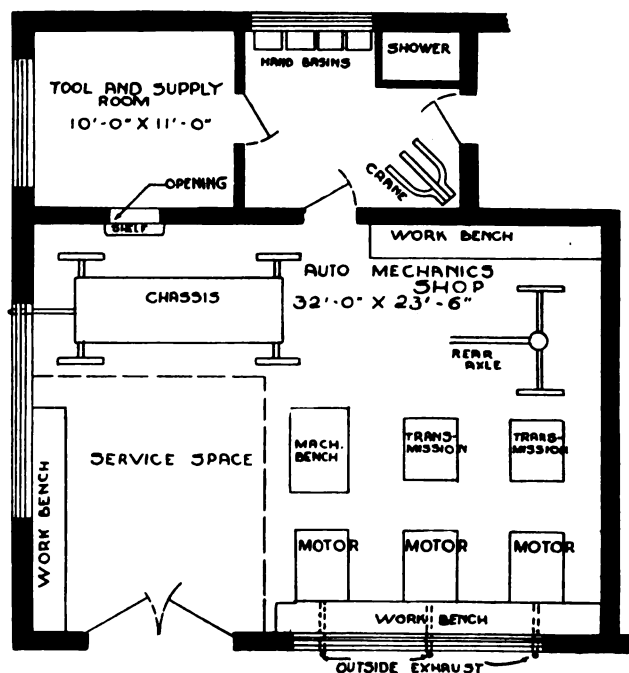 SHOWER
HAND BASINS
TOOL AND SUPPLY
ROOM
10'-0" X 11'-0"
CRANE
OPENING
SHELF
WORK BENCH
AUTO MECHANICS
SHOP
32'-0" X 23'-6"
CHASSIS
REAR
AXLE
MACH.
BENCH
TRANS-
MISSION
TRANS-
MISSION
SERVICE SPACE
WORK BENCH
MOTOR
MOTOR
MOTOR
WORK BENCH
OUTSIDE EXHAUST